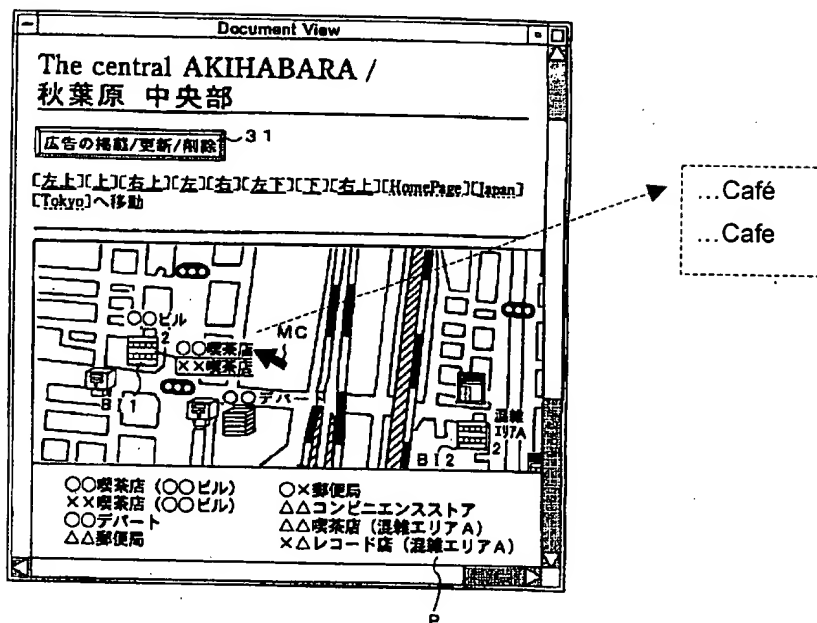 Document View
The central AKIHABARA /
秋葉原 中央部
広告の掲載/更新/削除
31
[左上][上][右上][左][右][左下][下][右上][HomePage][Japan]
[Tokyo]へ移動
...Café
...Cafe
○○ビル
2
MC
○○喫茶店
××喫茶店
B 1 1
○○デパー
混雑
エリアA
B 1 2
2
○○喫茶店 (○○ビル)
××喫茶店 (○○ビル)
○○デパート
△△郵便局
○×郵便局
△△コンビニエンスストア
△△喫茶店 (混雑エリアA)
×△レコード店 (混雑エリアA)
P